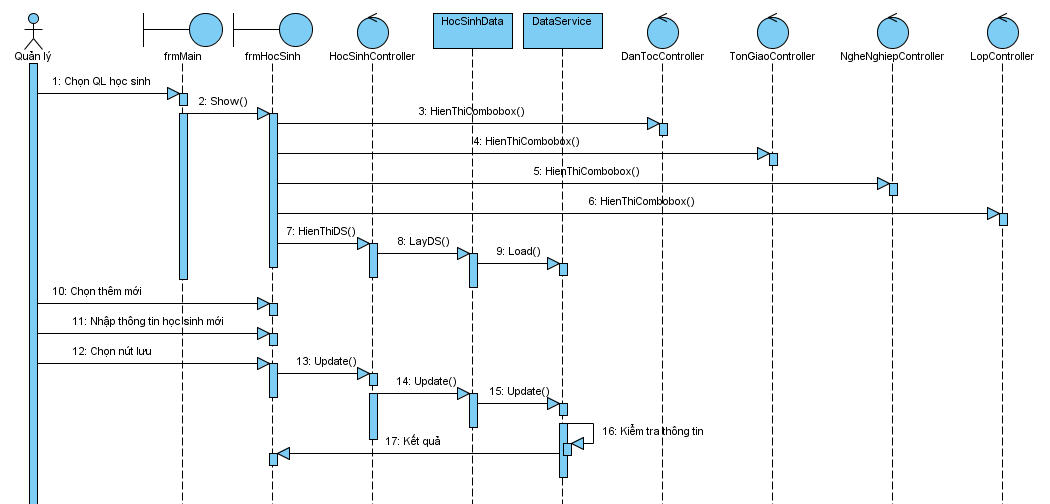 HocSinhData
DataService
Quản lý
frmMain
frmHocSinh
HocSinhController
DanTocController
TonGiaoController
NgheNghiepController
LopController
1: Chọn QL học sinh
2: Show()
3: HienThiCombobox()
4: HienThiCombobox()
5: HienThiCombobox()
6: HienThiCombobox()
7: HienThiDS()
8: LayDS()
9: Load()
10: Chọn thêm mới
11: Nhập thông tin học sinh mới
12: Chọn nút lưu
13: Update()
14: Update()
15: Update()
16: Kiểm tra thông tin
17: Kết quả